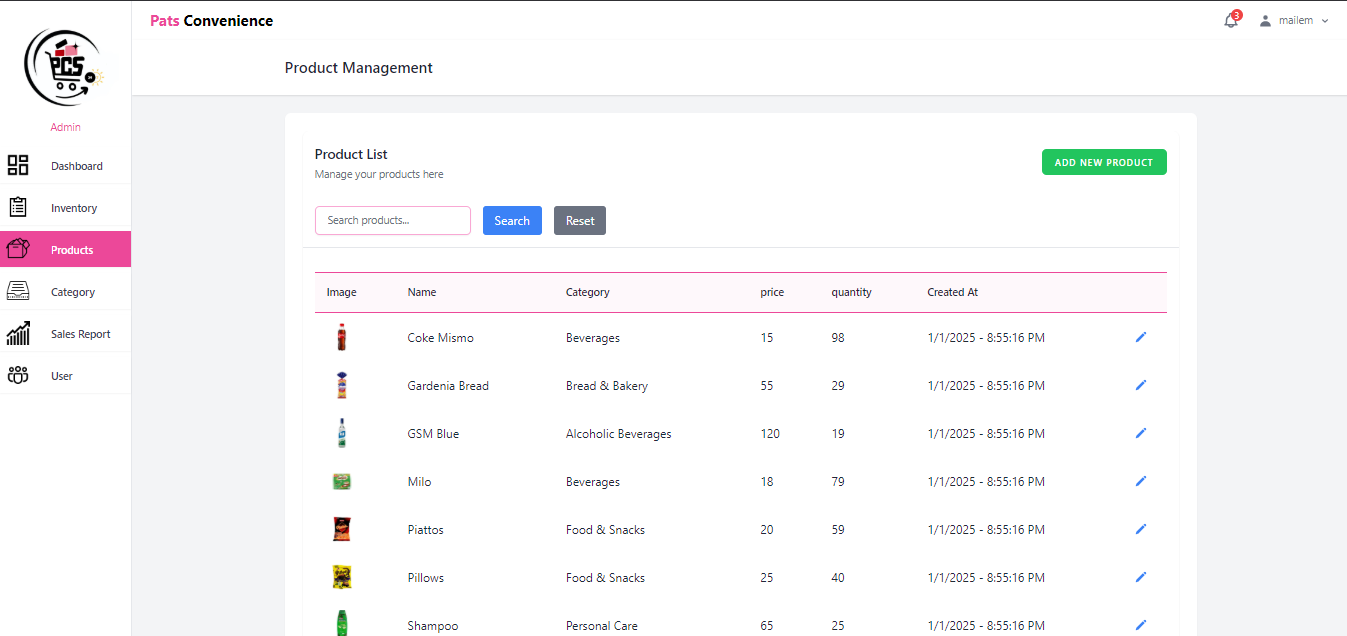 Pats Convenience
3
mailem
PCS
Admin
Product Management
Dashboard
Inventory
Products
Category
Sales Report
User
Product List
Manage your products here
ADD NEW PRODUCT
Search products...
Search
Reset
Image Name Category price quantity Created At
Coke Mismo Beverages 15 98 1/1/2025 - 8:55:16 PM
Gardenia Bread Bread & Bakery 55 29 1/1/2025 - 8:55:16 PM
GSM Blue Alcoholic Beverages 120 19 1/1/2025 - 8:55:16 PM
Milo Beverages 18 79 1/1/2025 - 8:55:16 PM
Piattos Food & Snacks 20 59 1/1/2025 - 8:55:16 PM
Pillows Food & Snacks 25 40 1/1/2025 - 8:55:16 PM
Shampoo Personal Care 65 25 1/1/2025 - 8:55:16 PM